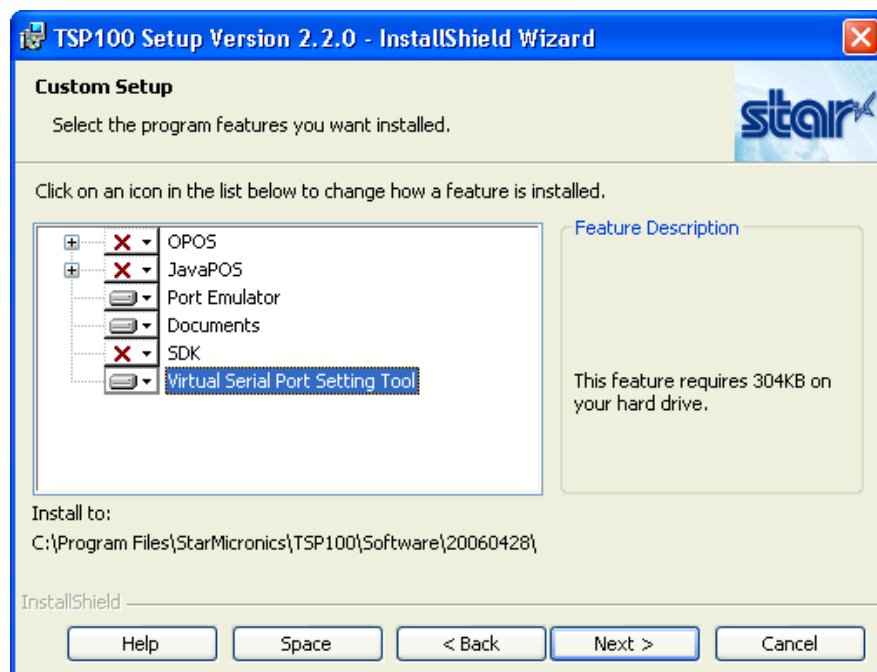 TSP100 Setup Version 2.2.0 - InstallShield Wizard
Custom Setup
Select the program features you want installed.
star
Click on an icon in the list below to change how a feature is installed.
OPOS
JavaPOS
Port Emulator
Documents
SDK
Virtual Serial Port Setting Tool
Feature Description
This feature requires 304KB on
your hard drive.
Install to:
C:\Program Files\StarMicronics\TSP100\Software\20060428\
InstallShield
Help
Space
< Back
Next >
Cancel